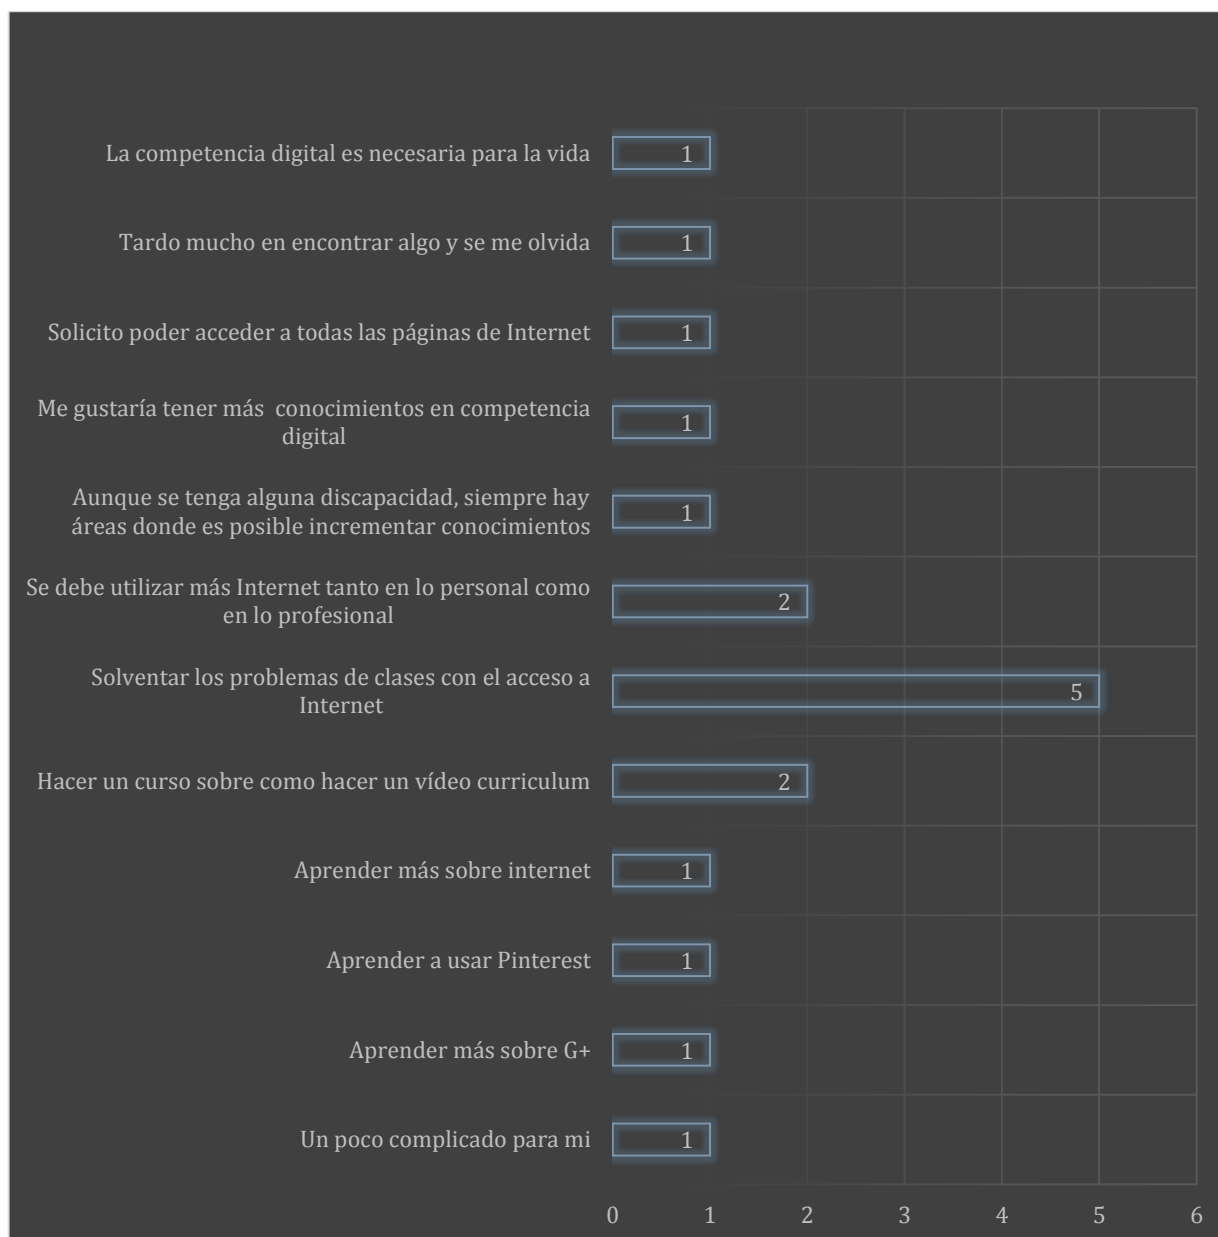 La competencia digital es necesaria para la vida
1
Tardo mucho en encontrar algo y se me olvida
1
Solicito poder acceder a todas las páginas de Internet
1
Me gustaría tener más  conocimientos en competencia
digital
1
Aunque se tenga alguna discapacidad, siempre hay
áreas donde es posible incrementar conocimientos
1
Se debe utilizar más Internet tanto en lo personal como
en lo profesional
2
Solventar los problemas de clases con el acceso a
Internet
5
Hacer un curso sobre como hacer un vídeo curriculum
2
Aprender más sobre internet
1
Aprender a usar Pinterest
1
Aprender más sobre G+
1
Un poco complicado para mi
1
0 1 2 3 4 5 6